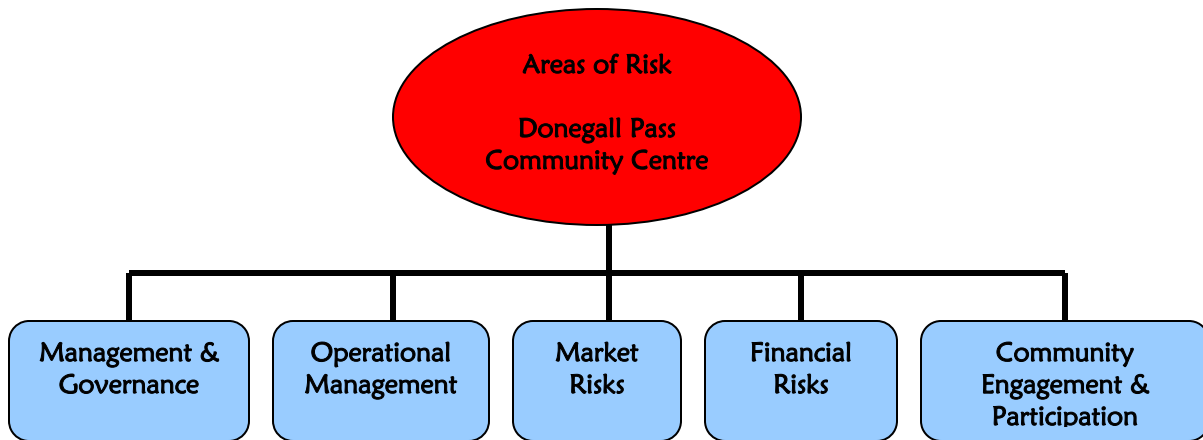 Areas of Risk
Donegall Pass
Community Centre
Management &
Governance
Operational
Management
Market
Risks
Financial
Risks
Community
Engagement &
Participation